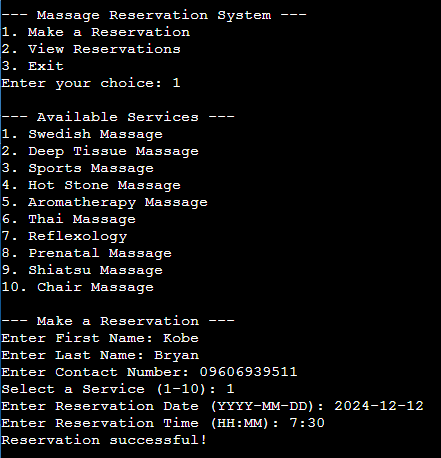 --- Massage Reservation System ---
1. Make a Reservation
2. View Reservations
3. Exit
Enter your choice: 1
--- Available Services ---
1. Swedish Massage
2. Deep Tissue Massage
3. Sports Massage
4. Hot Stone Massage
5. Aromatherapy Massage
6. Thai Massage
7. Reflexology
8. Prenatal Massage
9. Shiatsu Massage
10. Chair Massage
--- Make a Reservation ---
Enter First Name: Kobe
Enter Last Name: Bryan
Enter Contact Number: 09606939511
Select a Service (1-10): 1
Enter Reservation Date (YYYY-MM-DD): 2024-12-12
Enter Reservation Time (HH:MM): 7:30
Reservation successful!